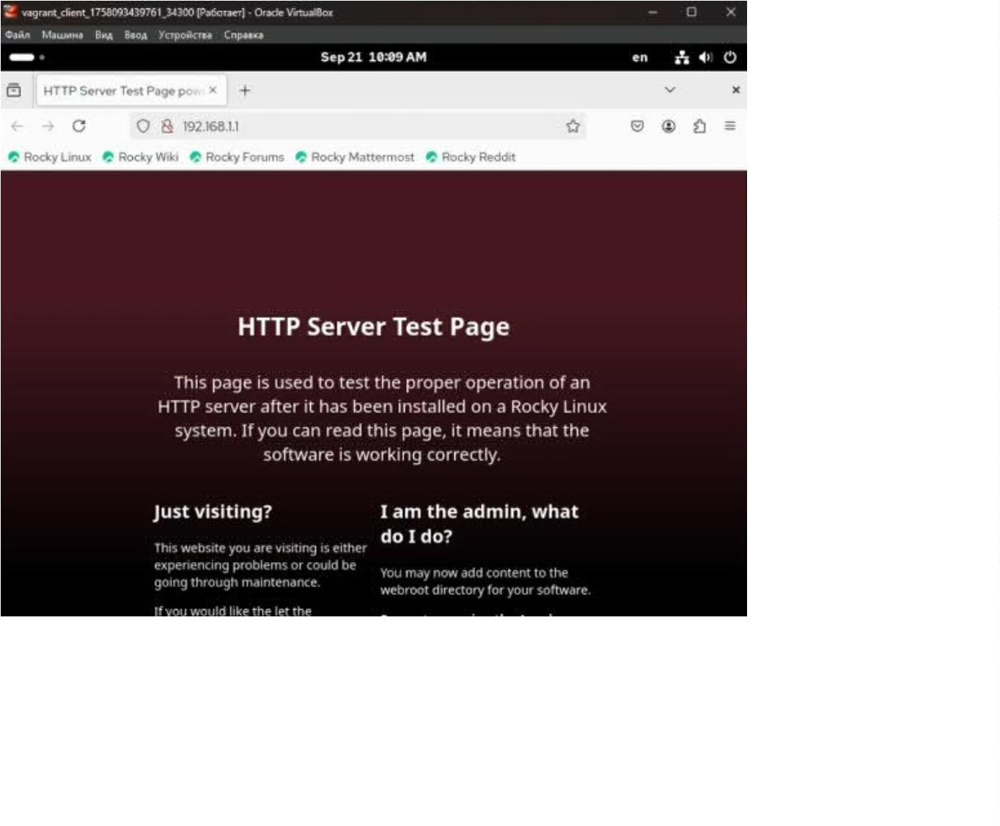 vagrant_client_1758093439761_34300 [Работает] - Oracle VirtualBox
Файл Машина Вид Ввод Устройства Справка
Sep 21 10:09 AM en
HTTP Server Test Page pow
192.168.1.1
Rocky Linux Rocky Wiki Rocky Forums Rocky Mattermost Rocky Reddit
HTTP Server Test Page
This page is used to test the proper operation of an
HTTP server after it has been installed on a Rocky Linux
system. If you can read this page, it means that the
software is working correctly.
Just visiting?
This website you are visiting is either
experiencing problems or could be
going through maintenance.
If you would like the let the
I am the admin, what
do I do?
You may now add content to the
webroot directory for your software.